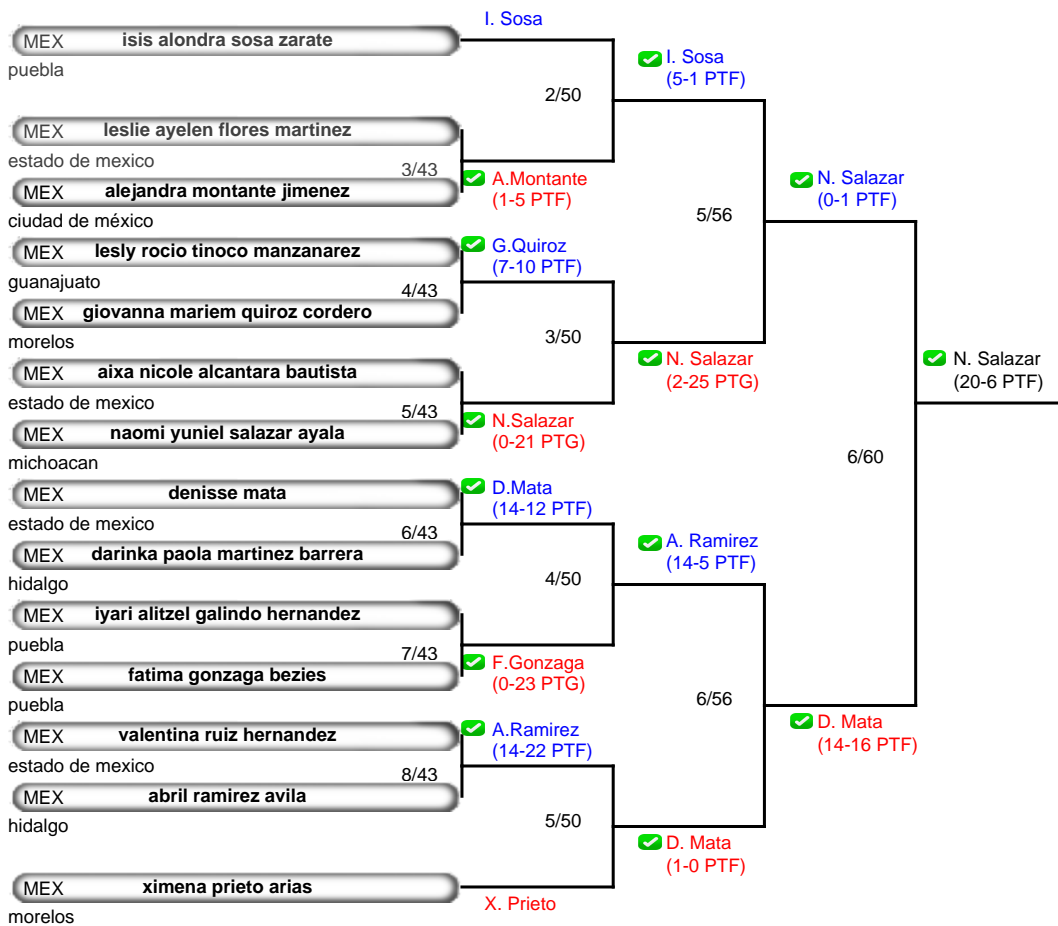 I. Sosa
MEX isis alondra sosa zarate
puebla
I. Sosa
(5-1 PTF)
2/50
MEX leslie ayelen flores martinez
estado de mexico
3/43
MEX alejandra montante jimenez
ciudad de méxico
A.Montante
(1-5 PTF)
N. Salazar
(0-1 PTF)
5/56
MEX lesly rocio tinoco manzanarez
guanajuato
4/43
G.Quiroz
(7-10 PTF)
MEX giovanna mariem quiroz cordero
morelos
3/50
MEX aixa nicole alcantara bautista
estado de mexico
5/43
N. Salazar
(2-25 PTG)
N. Salazar
(20-6 PTF)
MEX naomi yuniel salazar ayala
michoacan
N.Salazar
(0-21 PTG)
6/60
MEX denisse mata
estado de mexico
6/43
D.Mata
(14-12 PTF)
MEX darinka paola martinez barrera
hidalgo
A. Ramirez
(14-5 PTF)
4/50
MEX iyari alitzel galindo hernandez
puebla
7/43
MEX fatima gonzaga bezies
puebla
F.Gonzaga
(0-23 PTG)
6/56
MEX valentina ruiz hernandez
estado de mexico
8/43
A.Ramirez
(14-22 PTF)
D. Mata
(14-16 PTF)
MEX abril ramirez avila
hidalgo
5/50
D. Mata
(1-0 PTF)
MEX ximena prieto arias
morelos
X. Prieto